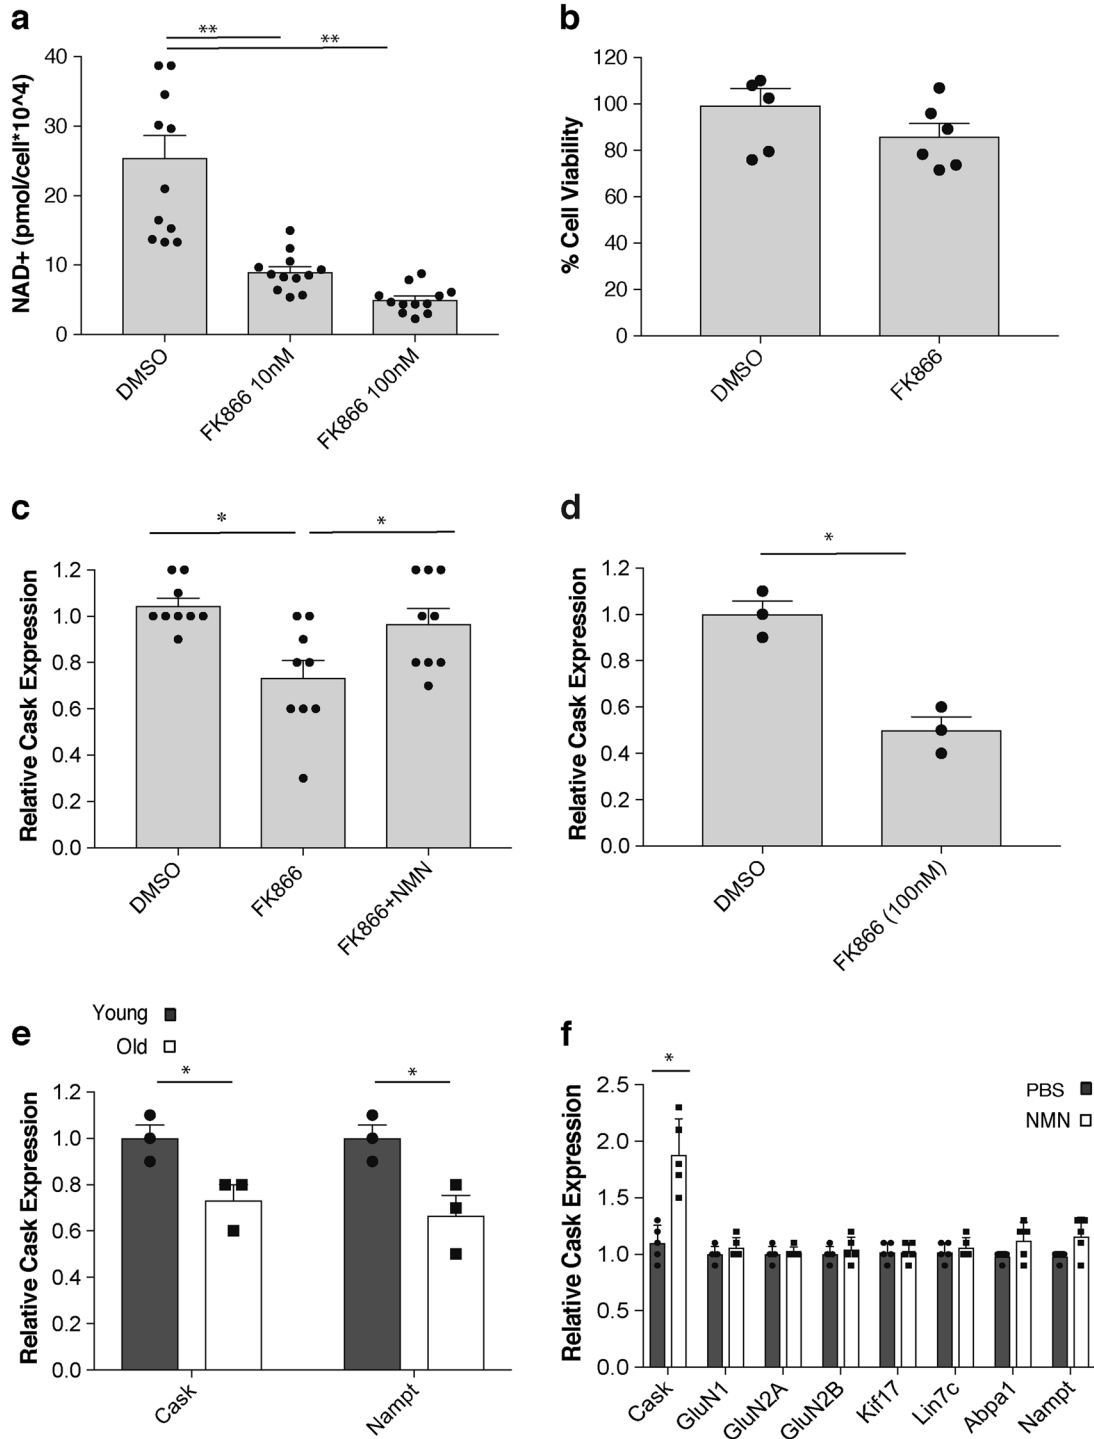 a
**
**
NAD+ (pmol/cell*10^4)
40
30
20
10
0
DMSO
FK866 10nM
FK866 100nM
b
% Cell Viability
120
100
80
60
40
20
0
DMSO
FK866
c
*
*
Relative Cask Expression
1.2
1.0
0.8
0.6
0.4
0.2
0.0
DMSO
FK866
FK866+NMN
d
*
Relative Cask Expression
1.2
1.0
0.8
0.6
0.4
0.2
0.0
DMSO
FK866 (100nM)
e
Young
Old
*
*
Relative Cask Expression
1.2
1.0
0.8
0.6
0.4
0.2
0.0
Cask
Nampt
f
*
PBS
NMN
Relative Cask Expression
2.5
2.0
1.5
1.0
0.5
0.0
Cask
GluN1
GluN2A
GluN2B
Kif17
Lin7c
Abpa1
Nampt